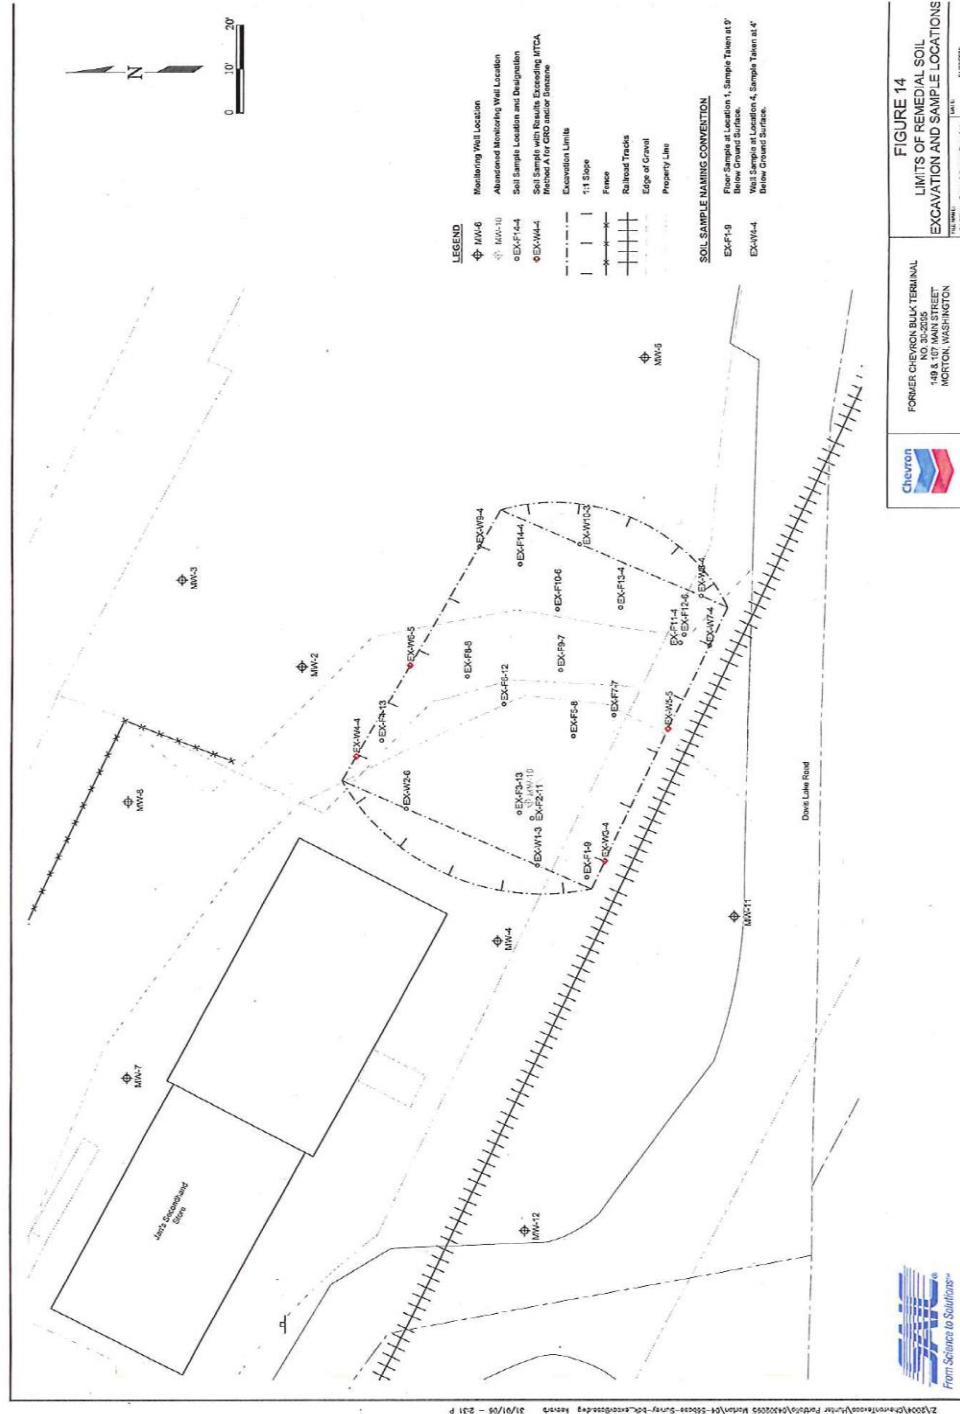 N
0 10' 20'
LEGEND
MW-6 Monitoring Well Location
MW-10 Abandoned Monitoring Well Location
EX-F14-4 Soil Sample Location and Designation
EX-W4-4 Soil Sample with Results Exceeding MTCA
Method A for GRO and/or Benzene
Excavation Limits
1:1 Slope
Fence
Railroad Tracks
Edge of Gravel
Property Line
SOIL SAMPLE NAMING CONVENTION
EX-F1-9 Floor Sample at Location 1, Sample Taken at 9'
Below Ground Surface.
EX-W4-4 Wall Sample at Location 4, Sample Taken at 4'
Below Ground Surface.
MW-3
MW-2
MW-8
MW-7
MW-4
MW-12
MW-11
MW-6
EX-W9-4
EX-F14-4
EX-W10-3
EX-W6-5
EX-F10-6
EX-F13-4
EX-W8-4
EX-F11-4
EX-F12-6
EX-W7-4
EX-F8-8
EX-F9-7
EX-F6-12
EX-F7-7
EX-W4-4
EX-F4-13
EX-F5-8
EX-W5-5
EX-W2-6
EX-F3-13
MW-10
EX-F2-11
EX-W1-3
EX-F1-9
EX-W3-4
Jan's Secondhand
Store
Davis Lake Road
SAIC
From Science to Solutions
Chevron
FORMER CHEVRON BULK TERMINAL
NO. 30-2095
149 & 167 MAIN STREET
MORTON, WASHINGTON
FIGURE 14
LIMITS OF REMEDIAL SOIL
EXCAVATION AND SAMPLE LOCATIONS
FILE NAME:
DATE: